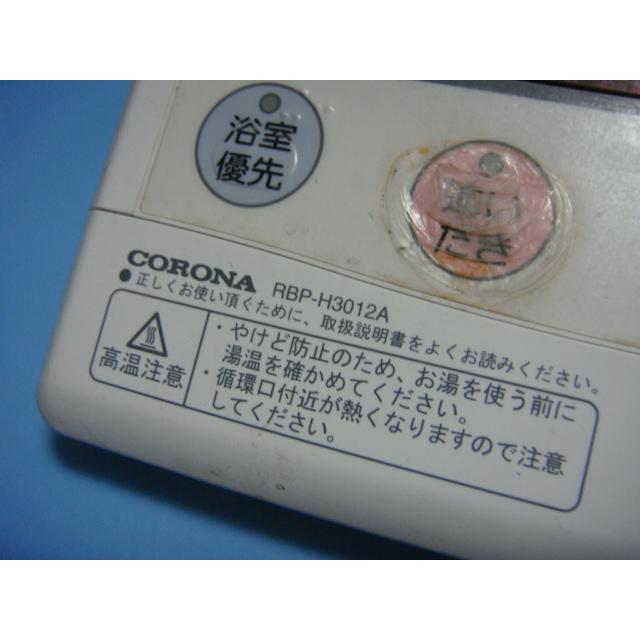 浴室
優先
追い
たき
CORONA RBP-H3012A
●正しくお使い頂くために、取扱説明書をよくお読みください。
高温注意
・やけど防止のため、お湯を使う前に
湯温を確かめてください。
・循環口付近が熱くなりますので注意
してください。